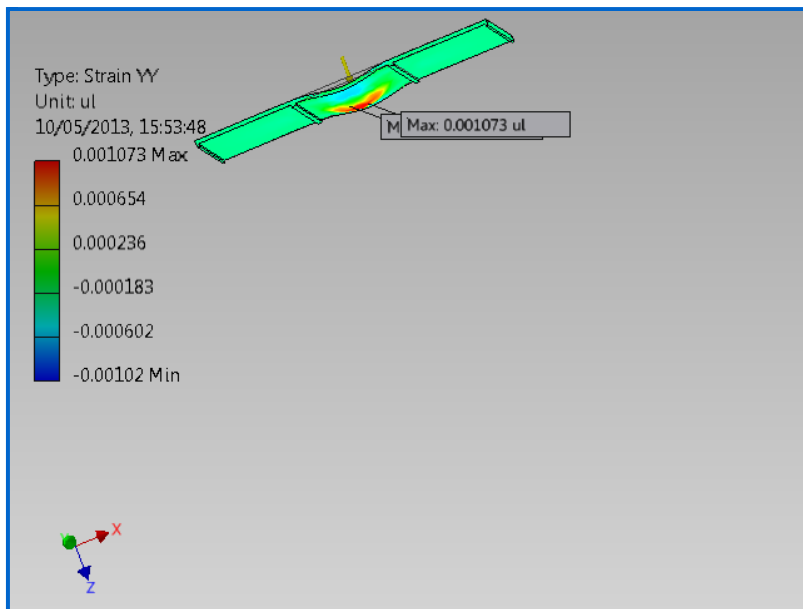 Type: Strain YY
Unit: ul
10/05/2013, 15:53:48
Max: 0.001073 ul
0.001073 Max
0.000654
0.000236
-0.000183
-0.000602
-0.00102 Min
X
Z